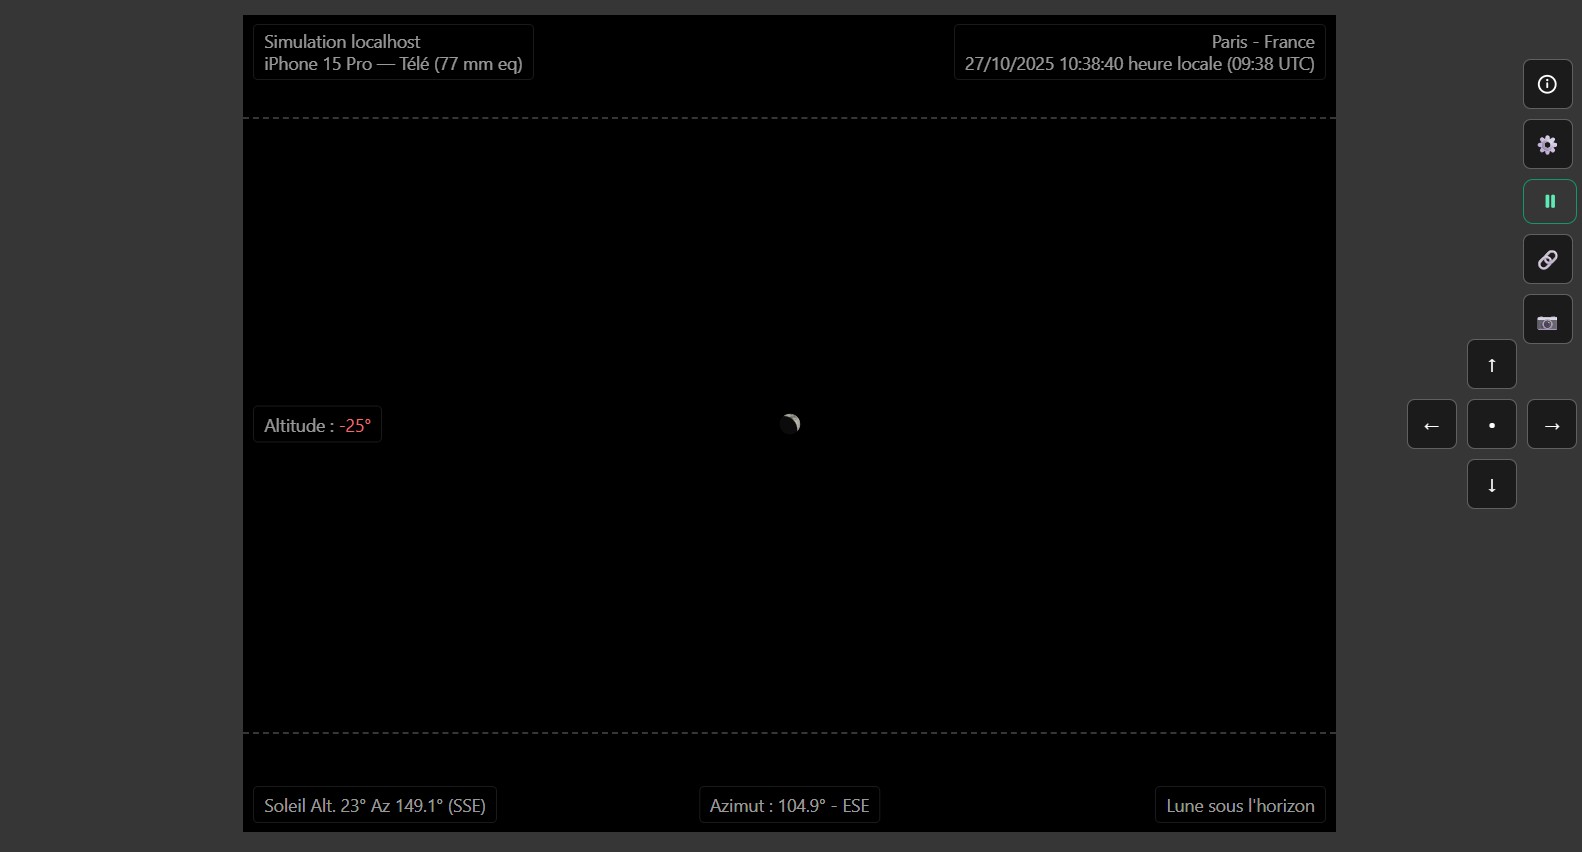 Simulation localhost
iPhone 15 Pro — Télé (77 mm eq)
Paris - France
27/10/2025 10:38:40 heure locale (09:38 UTC)
Altitude : -25°
Soleil Alt. 23° Az 149.1° (SSE)
Azimut : 104.9° - ESE
Lune sous l'horizon